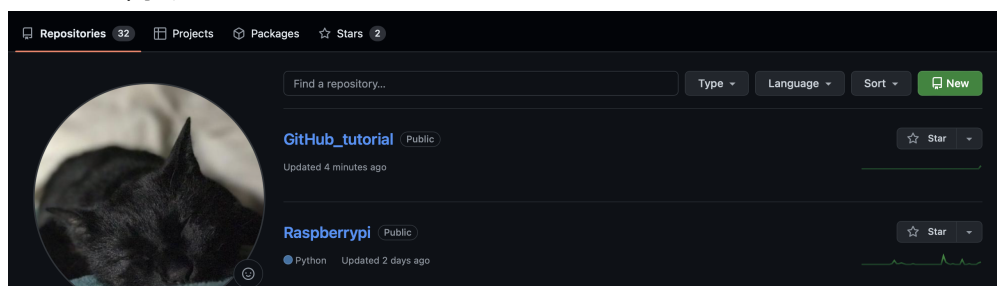 Repositories 32 Projects Packages Stars 2
Find a repository... Type Language Sort New
GitHub_tutorial Public Star
Updated 4 minutes ago
Raspberrypi Public Star
Python Updated 2 days ago